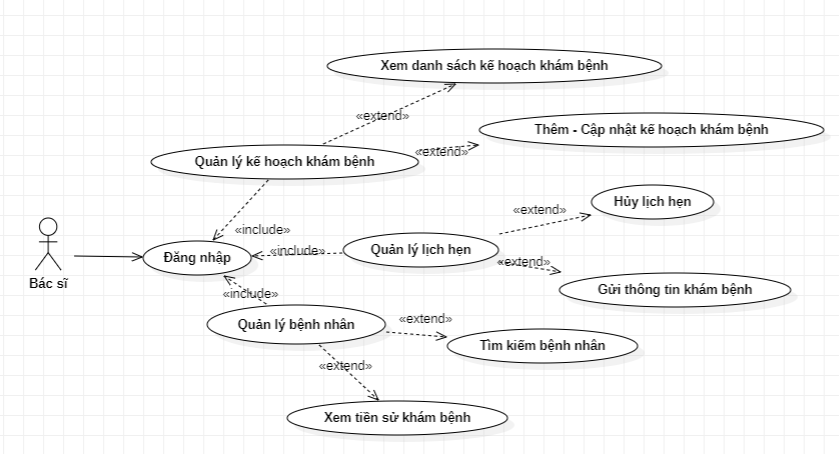 Xem danh sách kế hoạch khám bệnh
«extend»
Thêm - Cập nhật kế hoạch khám bệnh
«extend»
Quản lý kế hoạch khám bệnh
Hủy lịch hẹn
«extend»
«include»
Quản lý lịch hẹn
«include»
Đăng nhập
«extend»
Bác sĩ
Gửi thông tin khám bệnh
«include»
Quản lý bệnh nhân
«extend»
Tìm kiếm bệnh nhân
«extend»
Xem tiền sử khám bệnh